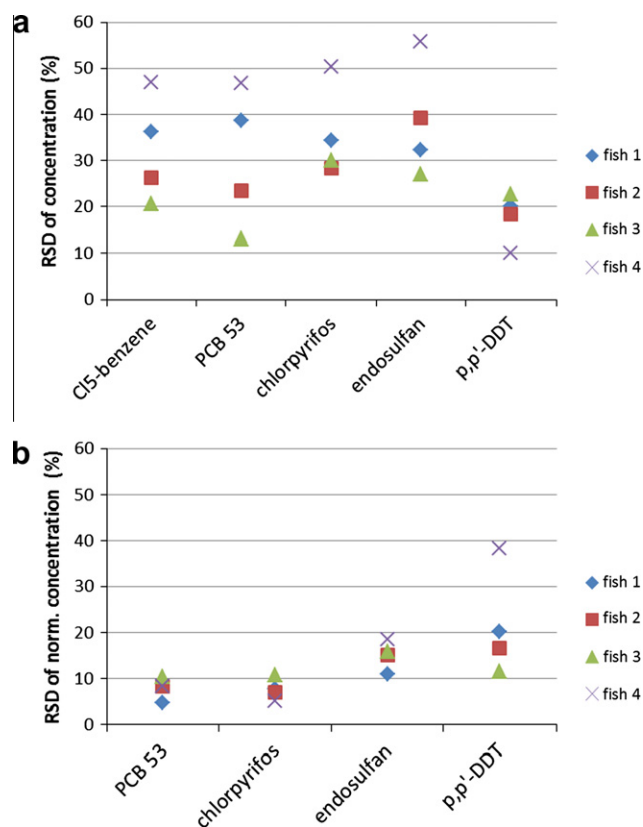 a
RSD of concentration (%)
60
50
40
30
20
10
0
Cl5-benzene
PCB 53
chlorpyrifos
endosulfan
p,p'-DDT
fish 1
fish 2
fish 3
fish 4
b
RSD of norm. concentration (%)
60
50
40
30
20
10
0
PCB 53
chlorpyrifos
endosulfan
p,p'-DDT
fish 1
fish 2
fish 3
fish 4